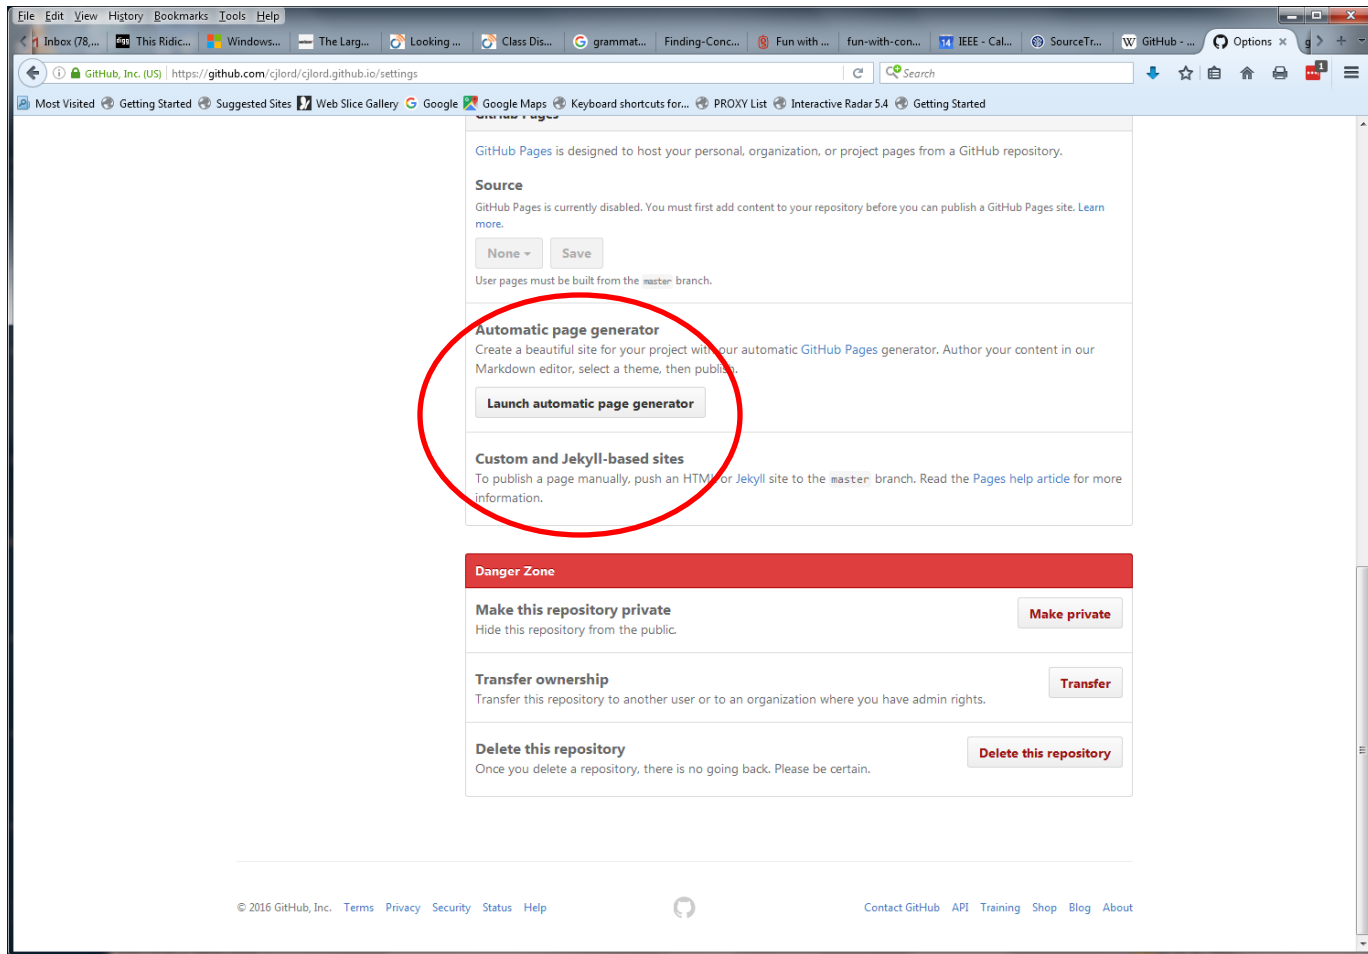 File Edit View History Bookmarks Tools Help
Inbox (78,... This Ridic... Windows... The Larg... Looking ... Class Dis... grammat... Finding-Conc... Fun with ... fun-with-con... IEEE - Cal... SourceTr... GitHub - ... Options
GitHub, Inc. (US) https://github.com/cjlord/cjlord.github.io/settings Search 1
Most Visited Getting Started Suggested Sites Web Slice Gallery Google Google Maps Keyboard shortcuts for... PROXY List Interactive Radar 5.4 Getting Started
GitHub Pages
GitHub Pages is designed to host your personal, organization, or project pages from a GitHub repository.
Source
GitHub Pages is currently disabled. You must first add content to your repository before you can publish a GitHub Pages site. Learn
more.
None Save
User pages must be built from the master branch.
Automatic page generator
Create a beautiful site for your project with our automatic GitHub Pages generator. Author your content in our
Markdown editor, select a theme, then publish.
Launch automatic page generator
Custom and Jekyll-based sites
To publish a page manually, push an HTML or Jekyll site to the master branch. Read the Pages help article for more
information.
Danger Zone
Make this repository private
Make private
Hide this repository from the public.
Transfer ownership
Transfer
Transfer this repository to another user or to an organization where you have admin rights.
Delete this repository
Delete this repository
Once you delete a repository, there is no going back. Please be certain.
© 2016 GitHub, Inc. Terms Privacy Security Status Help Contact GitHub API Training Shop Blog About